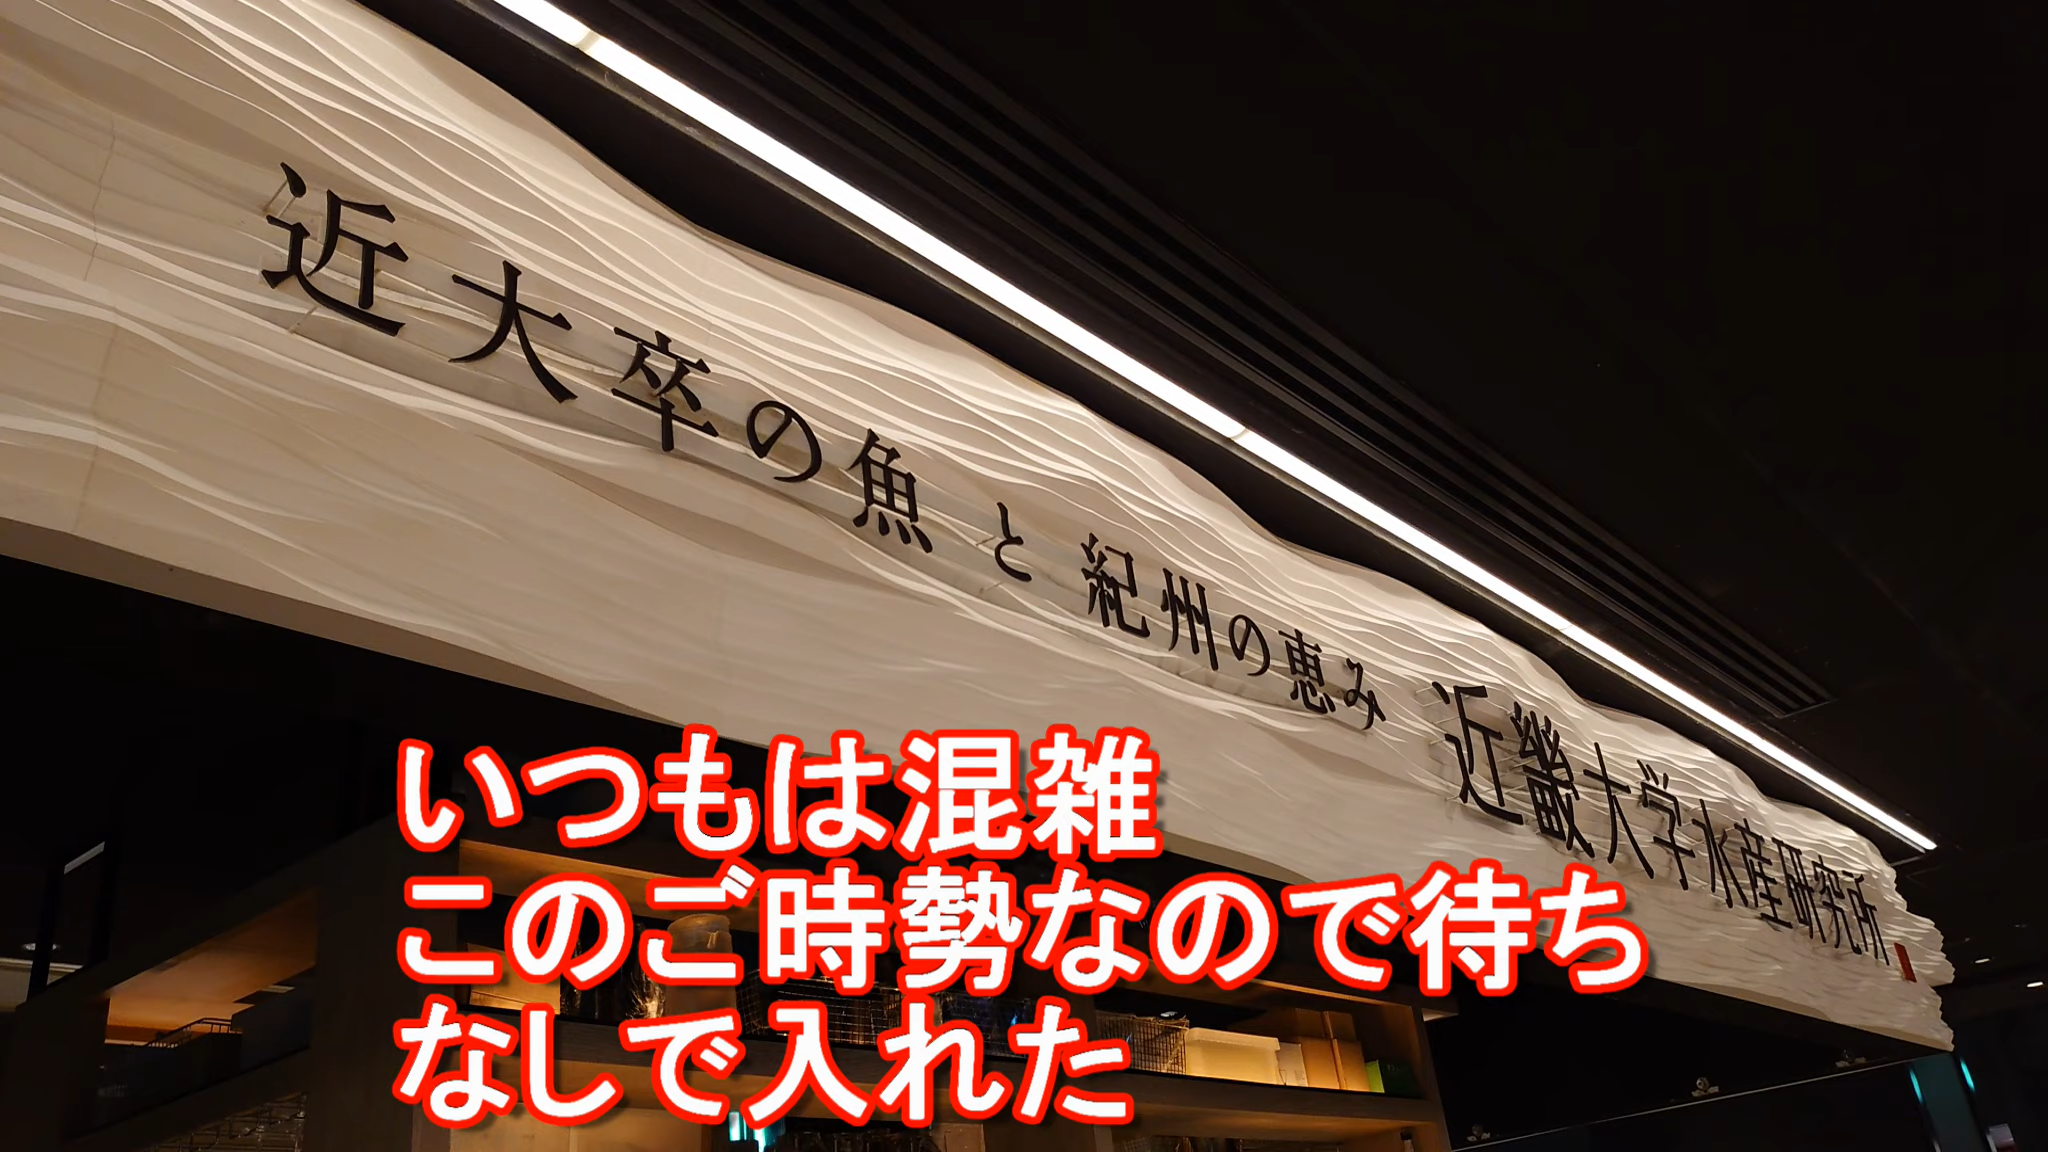 近大卒の魚と紀州の恵み 近畿大学水産研究所
いつもは混雑
このご時勢なので待ち
なしで入れた